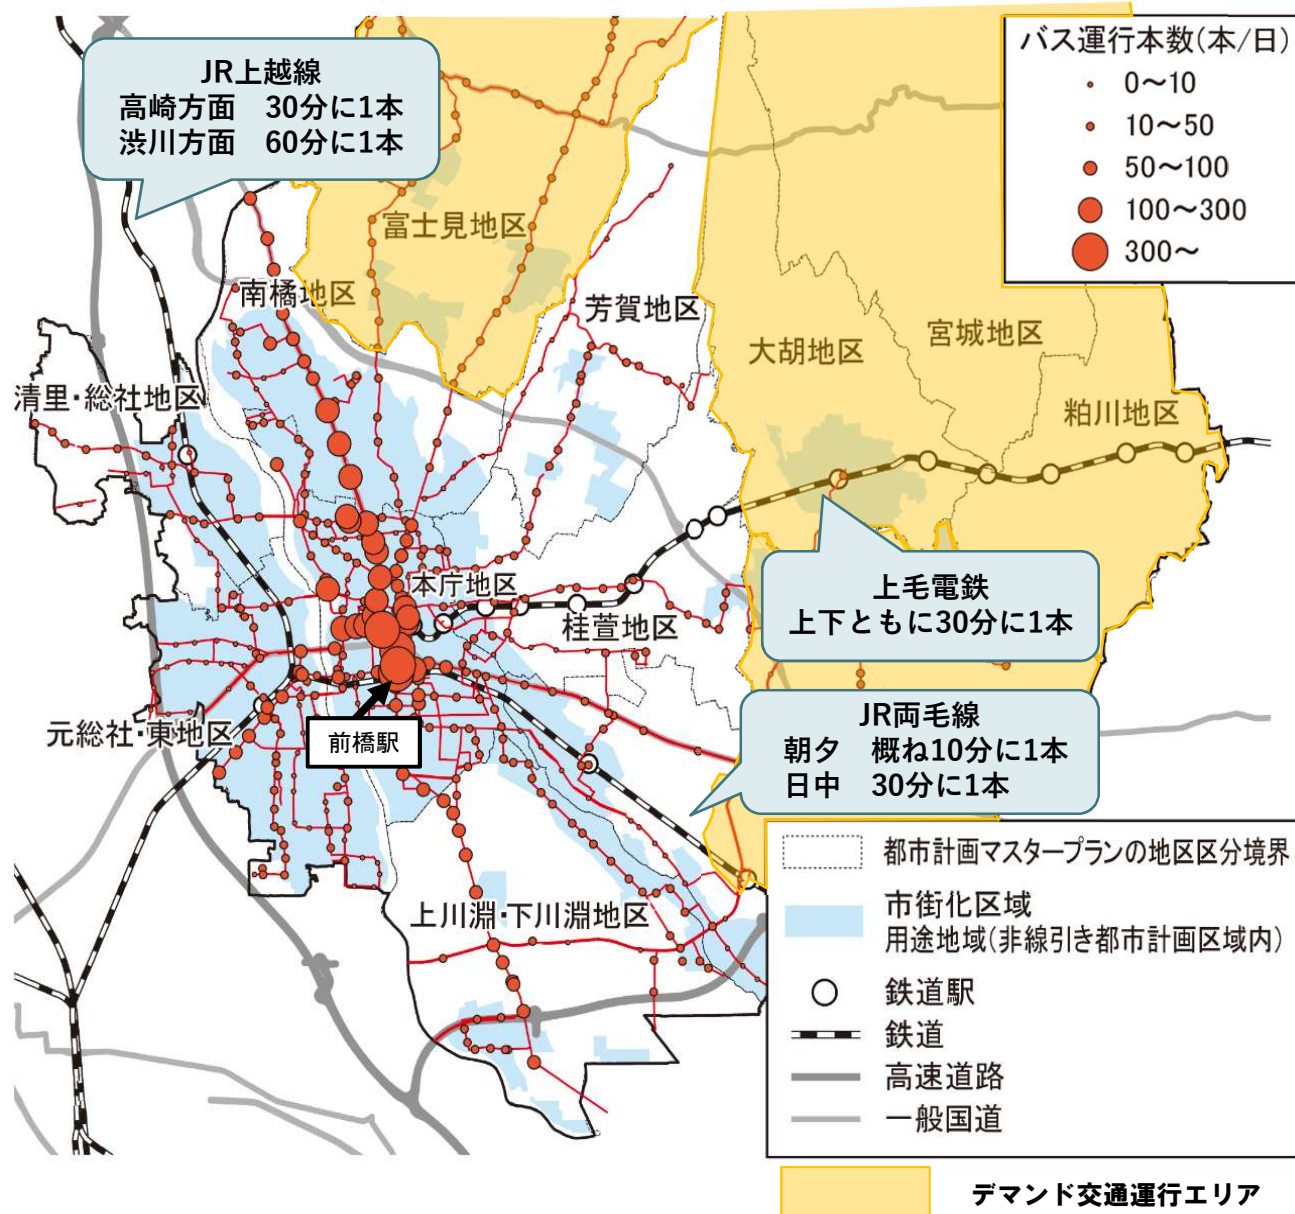 JR上越線
高崎方面　30分に1本
渋川方面　60分に1本
バス運行本数(本/日)
0～10
10～50
50～100
100～300
300～
富士見地区
南橘地区
芳賀地区
大胡地区
宮城地区
粕川地区
清里・総社地区
本庁地区
桂萱地区
上毛電鉄
上下ともに30分に1本
元総社・東地区
前橋駅
JR両毛線
朝夕　概ね10分に1本
日中　30分に1本
上川淵・下川淵地区
都市計画マスタープランの地区区分境界
市街化区域
用途地域(非線引き都市計画区域内)
鉄道駅
鉄道
高速道路
一般国道
デマンド交通運行エリア